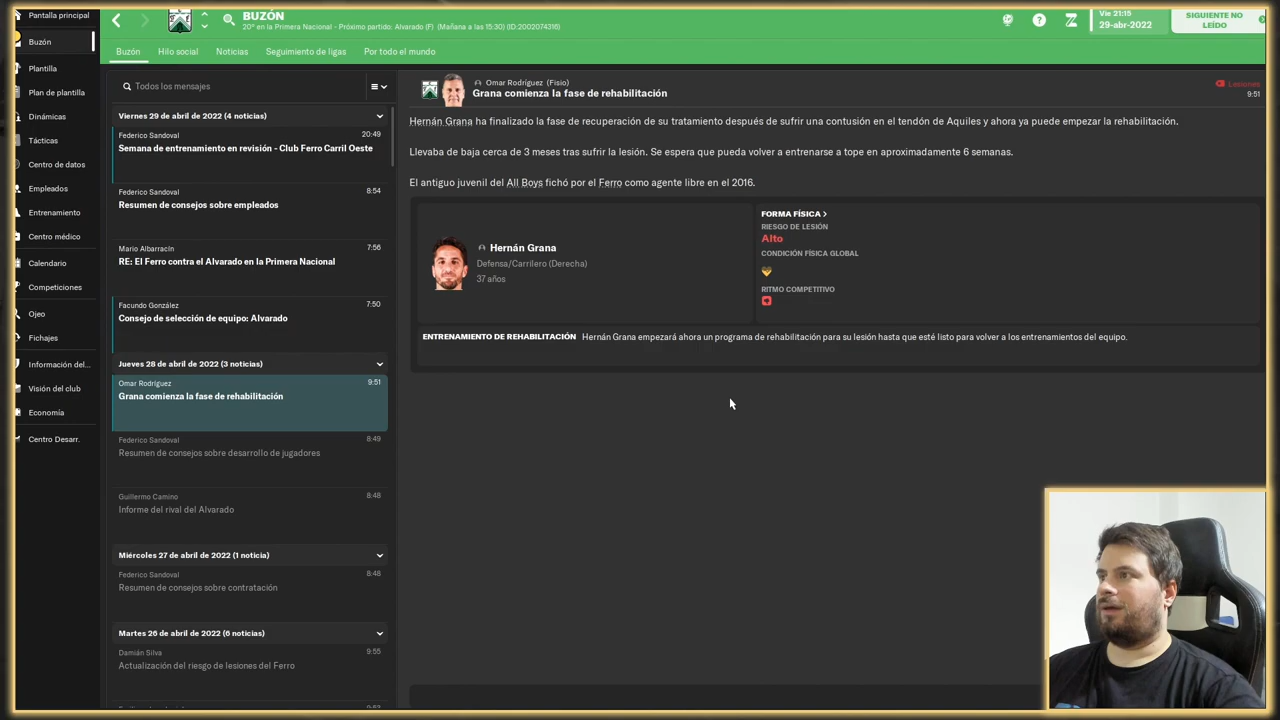 Pantalla principal
Buzón
Plantilla
Plan de plantilla
Dinámicas
Tácticas
Centro de datos
Empleados
Entrenamiento
Centro médico
Calendario
Competiciones
Ojeo
Fichajes
Información del...
Visión del club
Economía
Centro Desarr.
BUZÓN
20º en la Primera Nacional - Próximo partido: Alvarado (F) (Mañana a las 15:30) (ID:2002074316)
Vie 21:15
29-abr-2022
SIGUIENTE NO
LEÍDO
Buzón Hilo social Noticias Seguimiento de ligas Por todo el mundo
Todos los mensajes
Viernes 29 de abril de 2022 (4 noticias)
Federico Sandoval 20:49
Semana de entrenamiento en revisión - Club Ferro Carril Oeste
Federico Sandoval 8:54
Resumen de consejos sobre empleados
Mario Albarracín 7:56
RE: El Ferro contra el Alvarado en la Primera Nacional
Facundo González 7:50
Consejo de selección de equipo: Alvarado
Jueves 28 de abril de 2022 (3 noticias)
Omar Rodríguez 9:51
Grana comienza la fase de rehabilitación
Federico Sandoval 8:49
Resumen de consejos sobre desarrollo de jugadores
Guillermo Camino 8:48
Informe del rival del Alvarado
Miércoles 27 de abril de 2022 (1 noticia)
Federico Sandoval 8:48
Resumen de consejos sobre contratación
Martes 26 de abril de 2022 (6 noticias)
Damián Silva 9:55
Actualización del riesgo de lesiones del Ferro
Omar Rodríguez (Fisio)
Grana comienza la fase de rehabilitación
Lesiones
9:51
Hernán Grana ha finalizado la fase de recuperación de su tratamiento después de sufrir una contusión en el tendón de Aquiles y ahora ya puede empezar la rehabilitación.
Llevaba de baja cerca de 3 meses tras sufrir la lesión. Se espera que pueda volver a entrenarse a tope en aproximadamente 6 semanas.
El antiguo juvenil del All Boys fichó por el Ferro como agente libre en el 2016.
Hernán Grana
Defensa/Carrilero (Derecha)
37 años
FORMA FÍSICA >
RIESGO DE LESIÓN
Alto
CONDICIÓN FÍSICA GLOBAL
RITMO COMPETITIVO
ENTRENAMIENTO DE REHABILITACIÓN Hernán Grana empezará ahora un programa de rehabilitación para su lesión hasta que esté listo para volver a los entrenamientos del equipo.